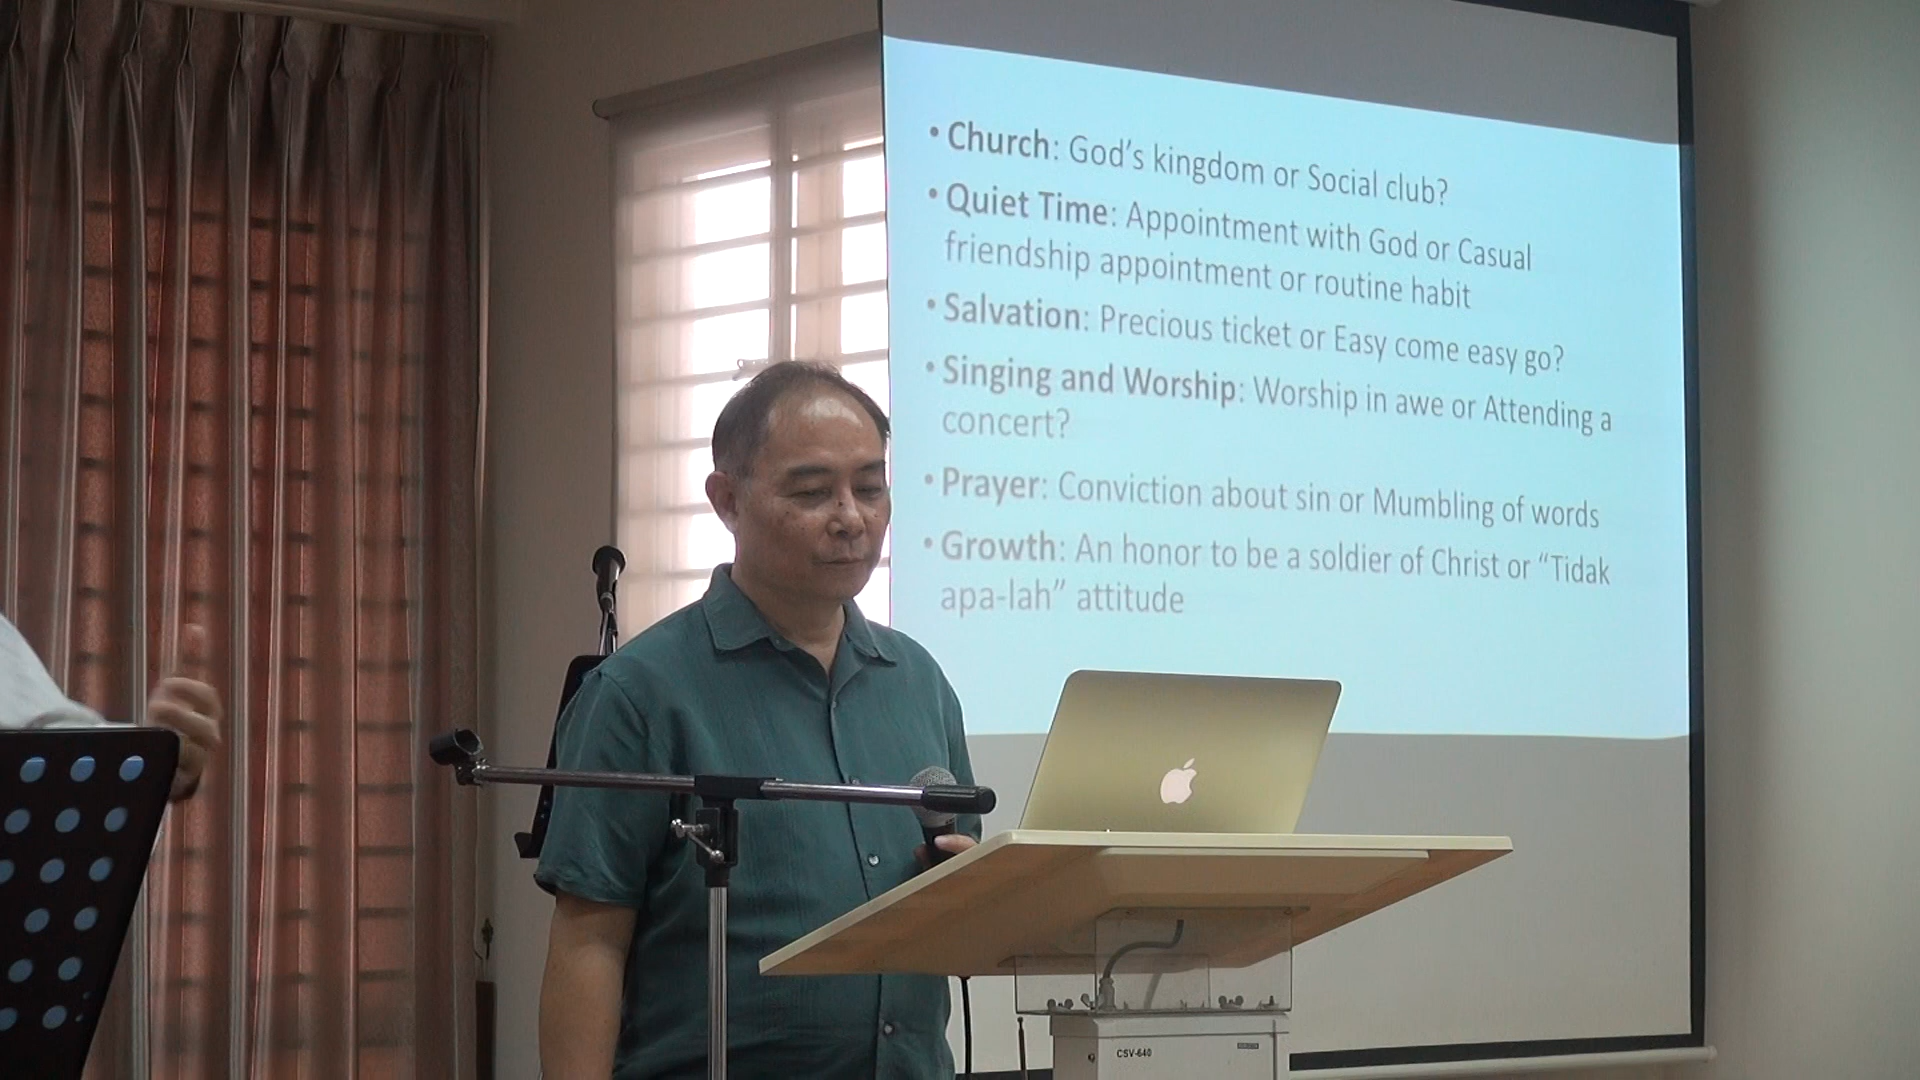 • Church: God's kingdom or Social club?
• Quiet Time: Appointment with God or Casual
friendship appointment or routine habit
• Salvation: Precious ticket or Easy come easy go?
• Singing and Worship: Worship in awe or Attending a
concert?
• Prayer: Conviction about sin or Mumbling of words
• Growth: An honor to be a soldier of Christ or “Tidak
apa-lah” attitude
CSV-640